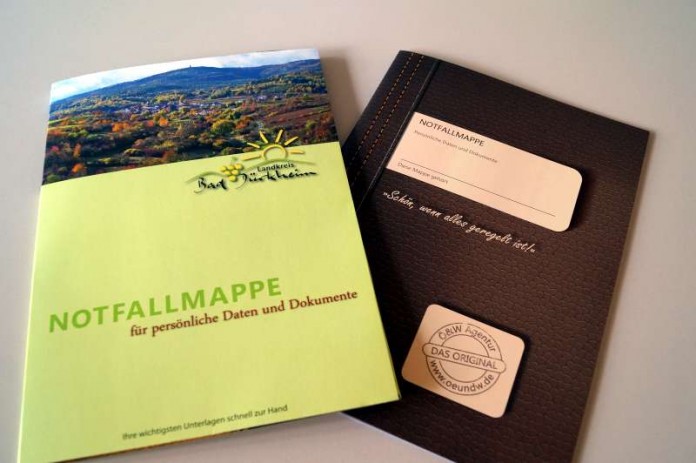 Landkreis
Bad Dürkheim
NOTFALLMAPPE
für persönliche Daten und Dokumente
Ihre wichtigsten Unterlagen schnell zur Hand
NOTFALLMAPPE
Persönliche Daten und Dokumente
Diese Mappe gehört:
»Schön, wenn alles geregelt ist!«
Ö&W Agentur
DAS ORIGINAL
www.oeundw.de